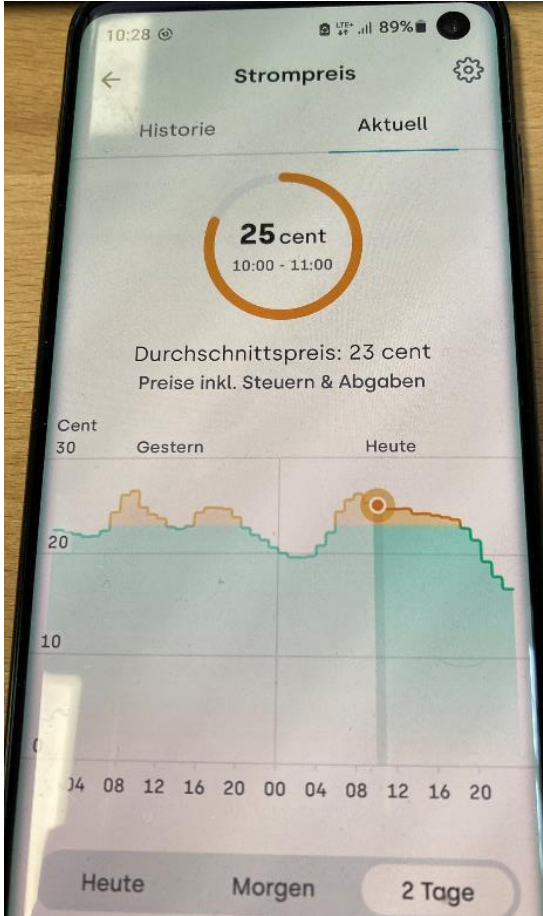 10:28
LTE+ 89%
Strompreis
Historie Aktuell
25 cent
10:00 - 11:00
Durchschnittspreis: 23 cent
Preise inkl. Steuern & Abgaben
Cent
30 Gestern Heute
20
10
0
04 08 12 16 20 00 04 08 12 16 20
Heute Morgen 2 Tage